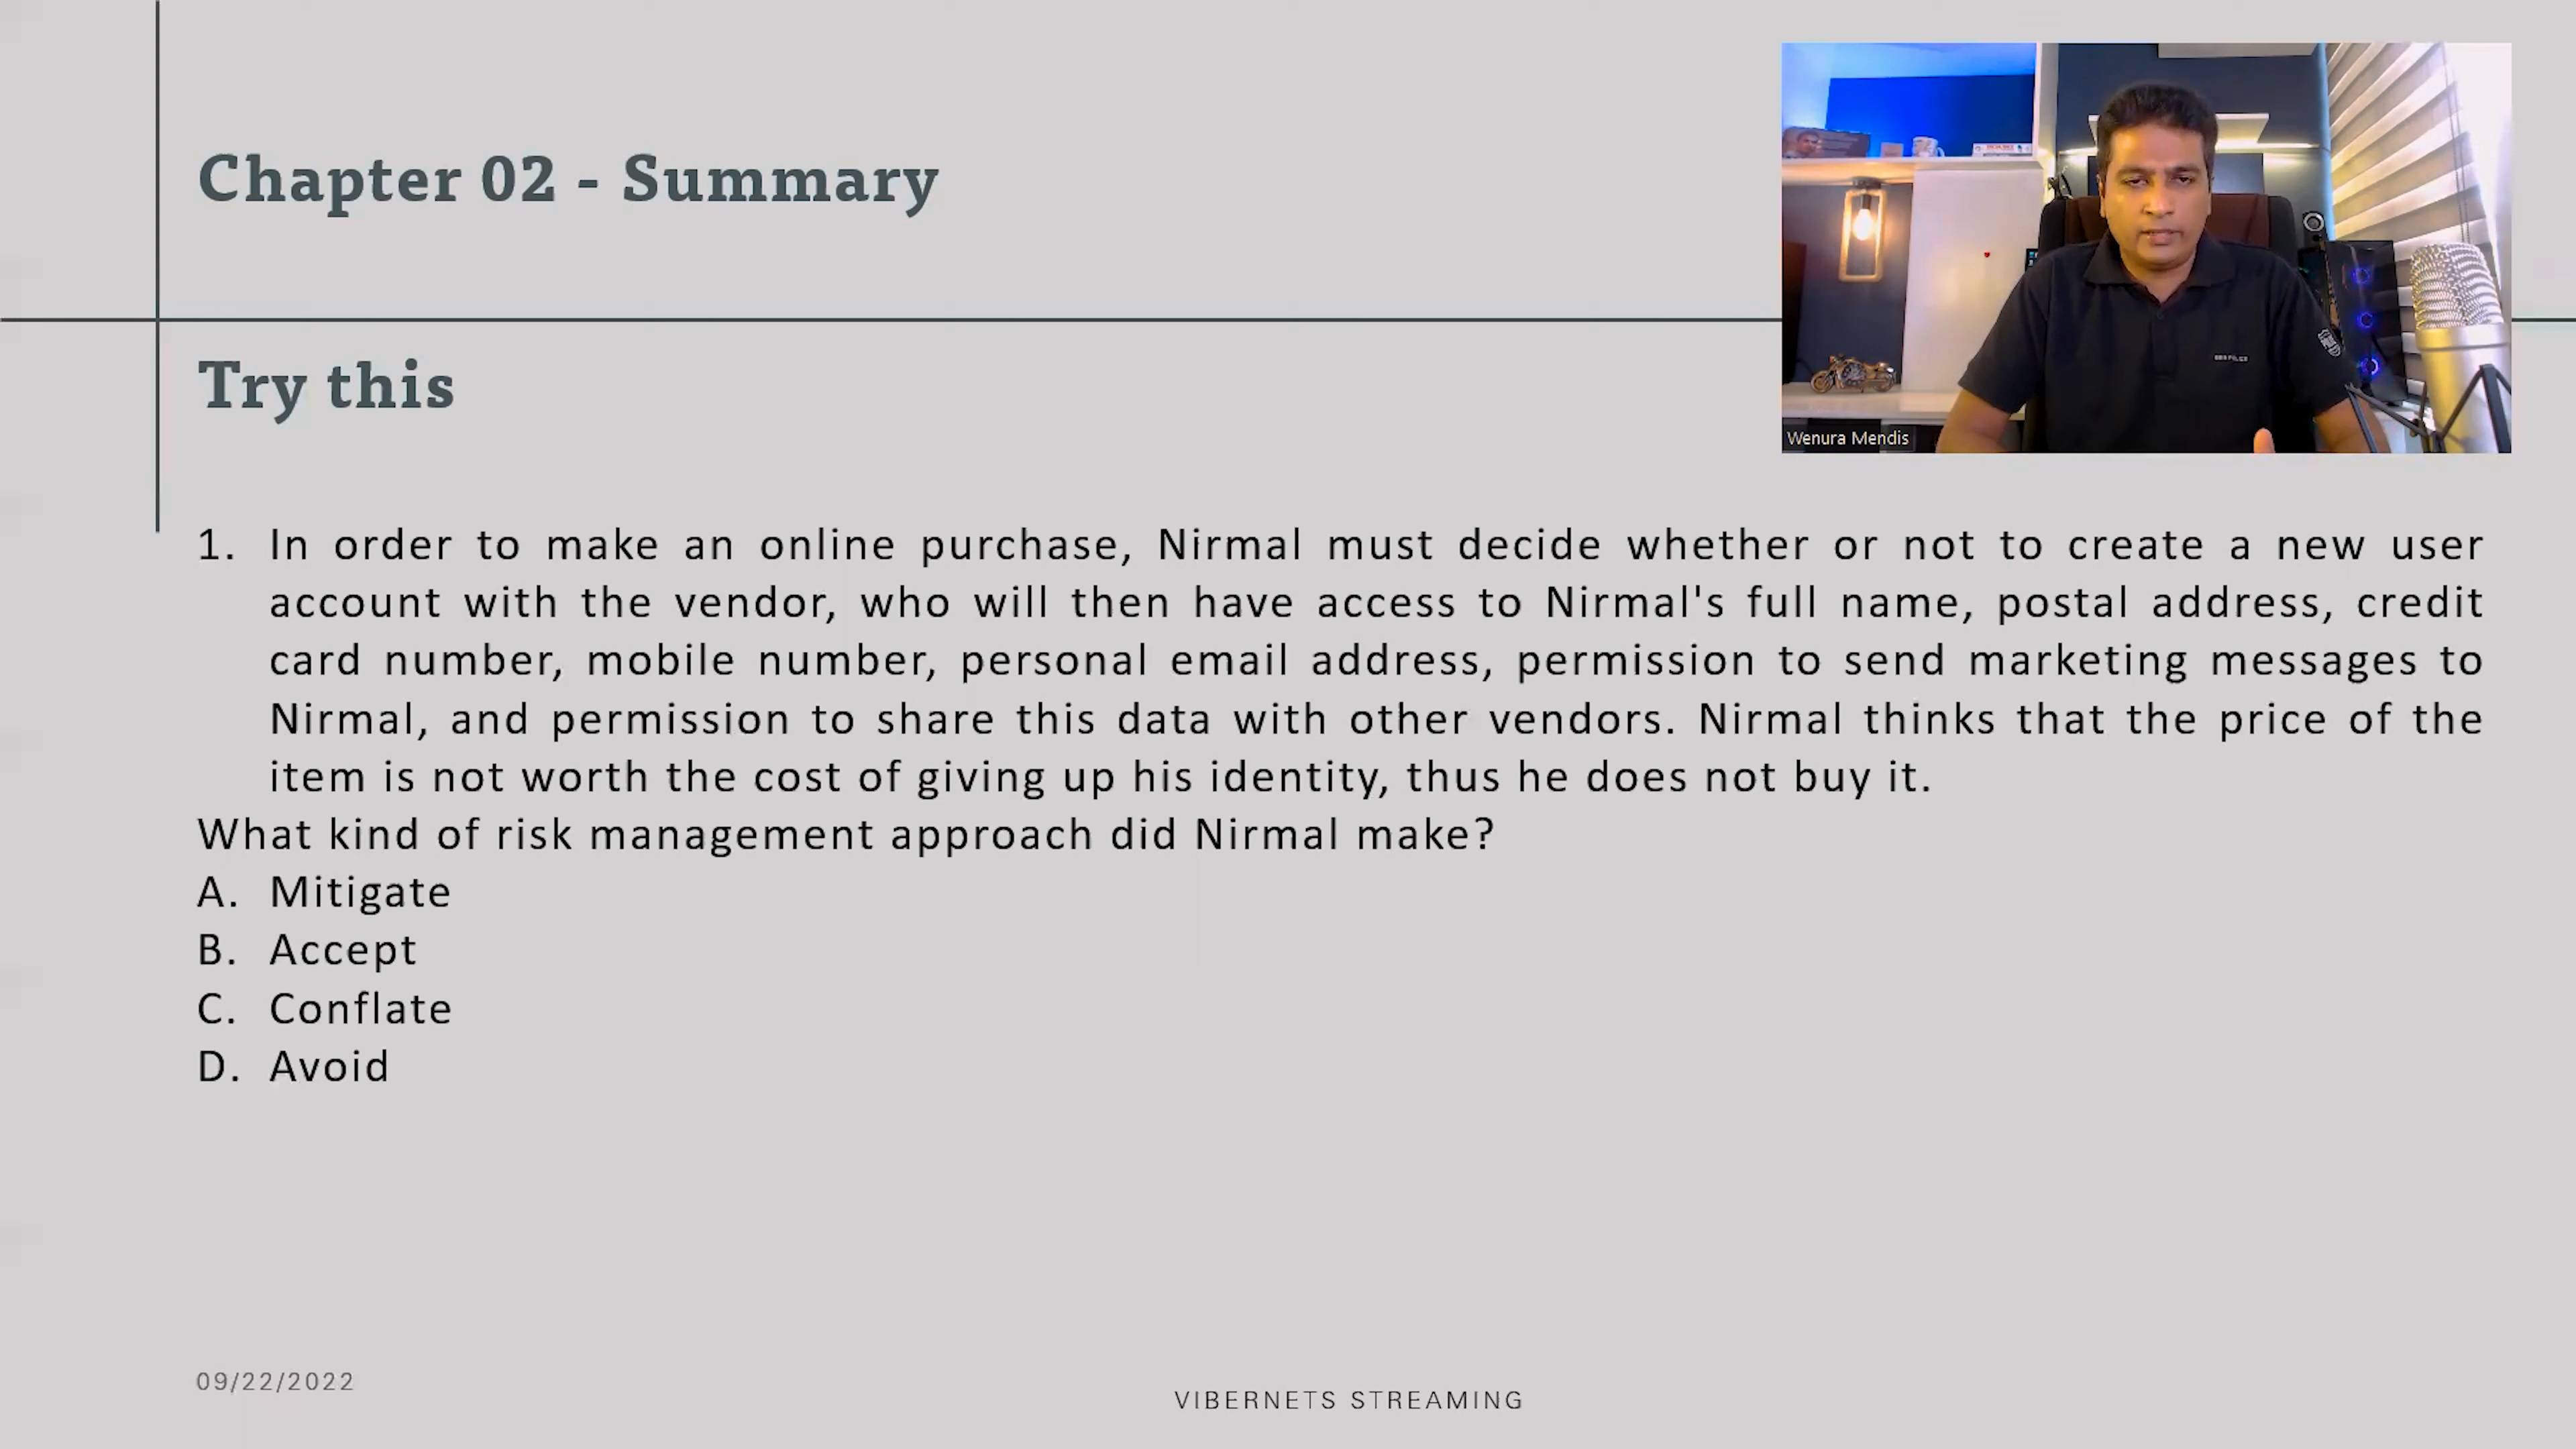 Chapter 02 - Summary
Wenura Mendis
Try this
1. In order to make an online purchase, Nirmal must decide whether or not to create a new user
account with the vendor, who will then have access to Nirmal's full name, postal address, credit
card number, mobile number, personal email address, permission to send marketing messages to
Nirmal, and permission to share this data with other vendors. Nirmal thinks that the price of the
item is not worth the cost of giving up his identity, thus he does not buy it.
What kind of risk management approach did Nirmal make?
A. Mitigate
B. Accept
C. Conflate
D. Avoid
09/22/2022
VIBERNETS STREAMING